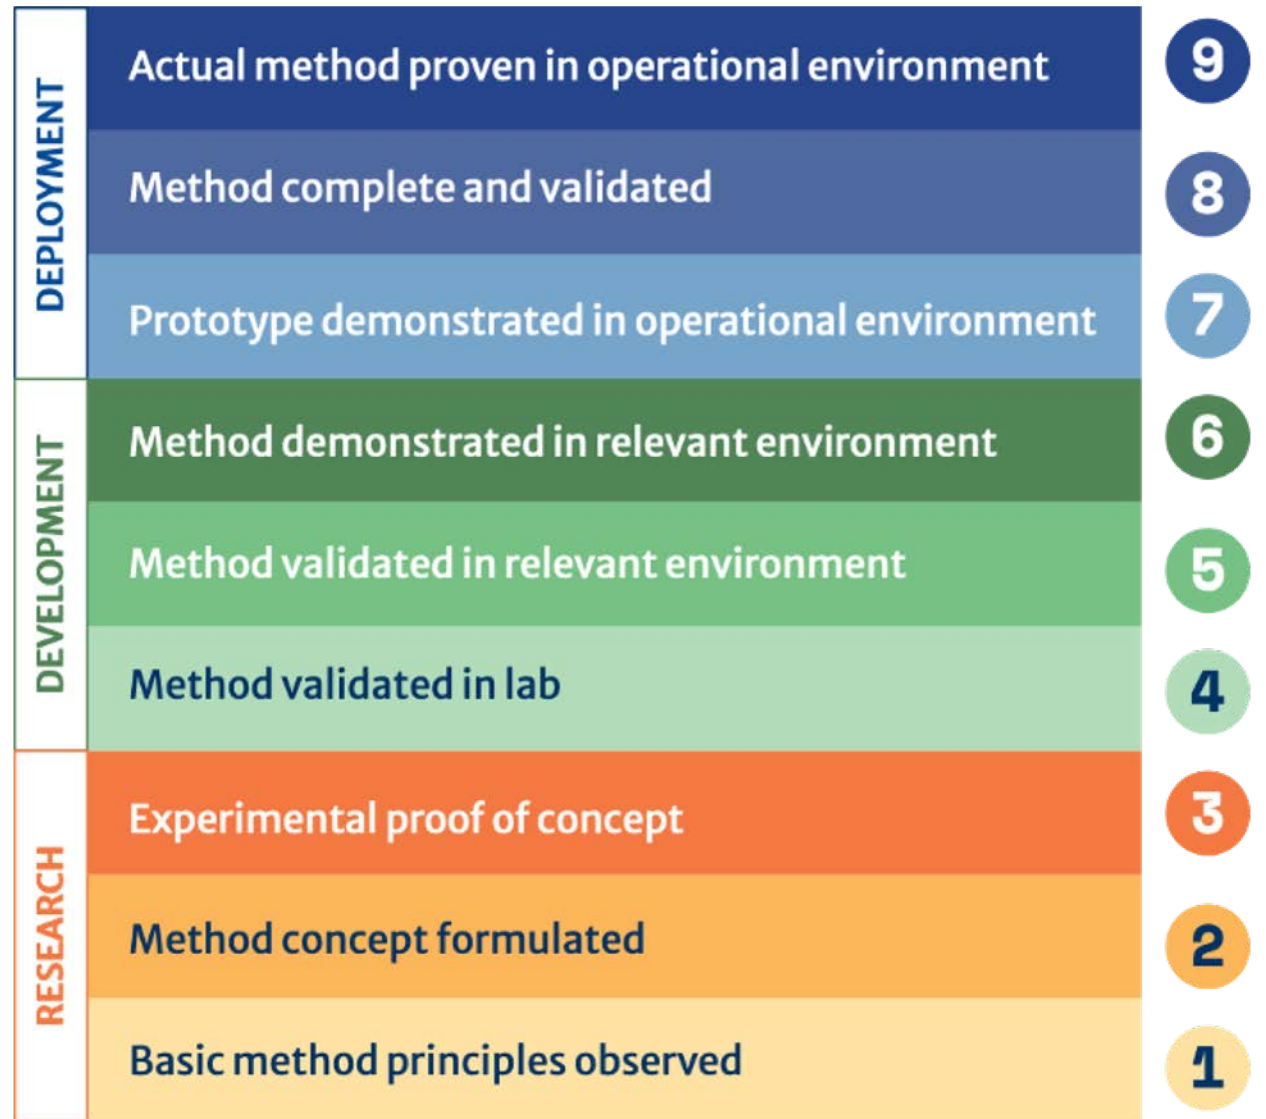 DEPLOYMENT
Actual method proven in operational environment
9
Method complete and validated
8
Prototype demonstrated in operational environment
7
DEVELOPMENT
Method demonstrated in relevant environment
6
Method validated in relevant environment
5
Method validated in lab
4
RESEARCH
Experimental proof of concept
3
Method concept formulated
2
Basic method principles observed
1